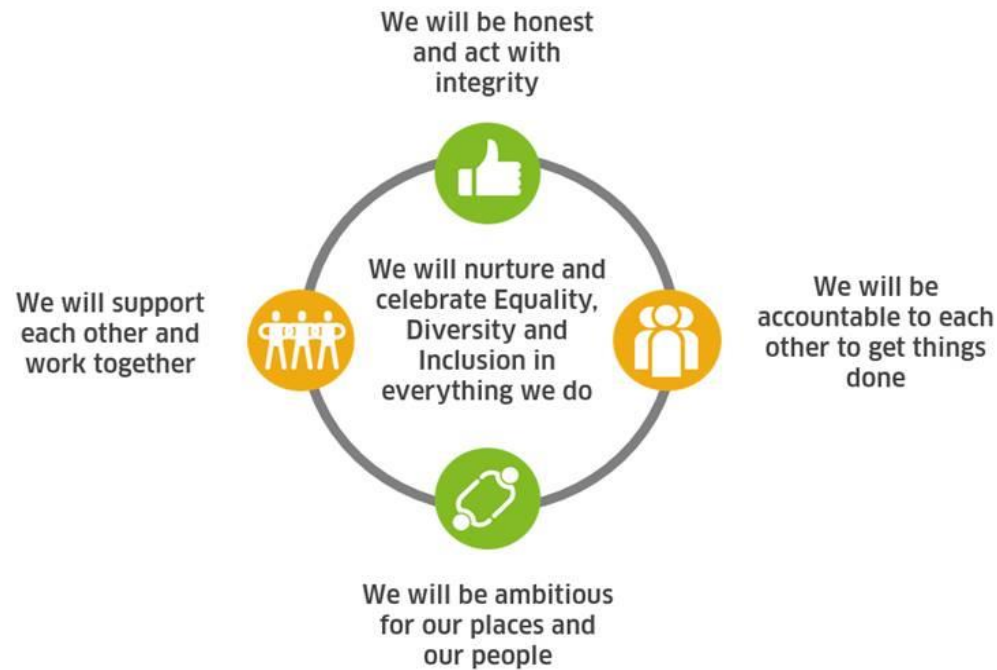 We will be honest
and act with
integrity
We will support
each other and
work together
We will nurture and
celebrate Equality,
Diversity and
Inclusion in
everything we do
We will be
accountable to each
other to get things
done
We will be ambitious
for our places and
our people